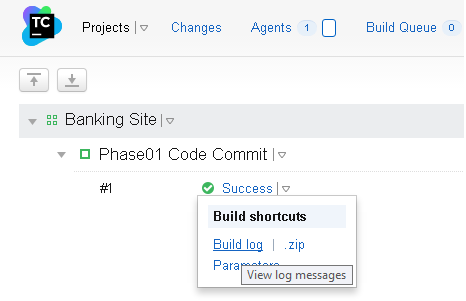 TC
Projects Changes Agents 1 Build Queue 0
Banking Site
Phase01 Code Commit
#1 Success
Build shortcuts
Build log | .zip
Parameters
View log messages